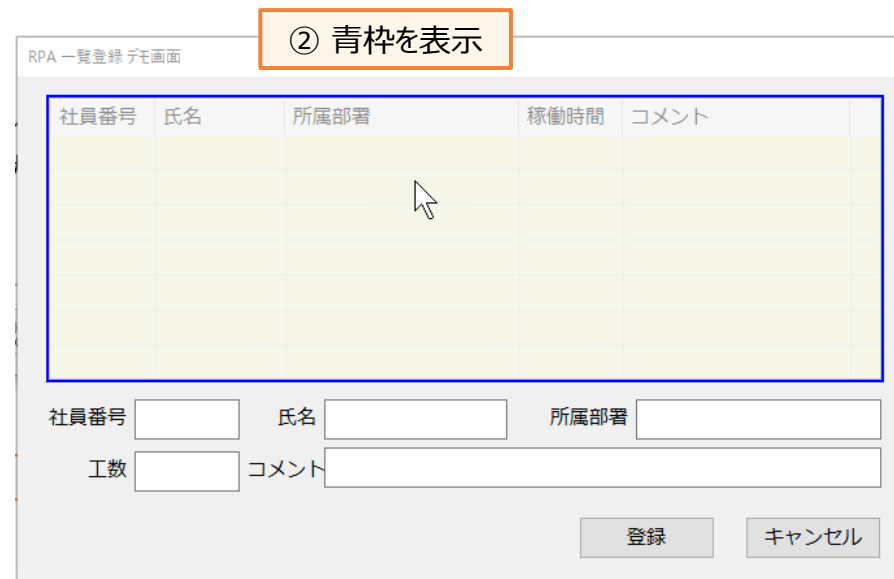 ② 青枠を表示
RPA 一覧登録 デモ画面
社員番号 氏名 所属部署 稼働時間 コメント
社員番号 氏名 所属部署
工数 コメント
登録 キャンセル